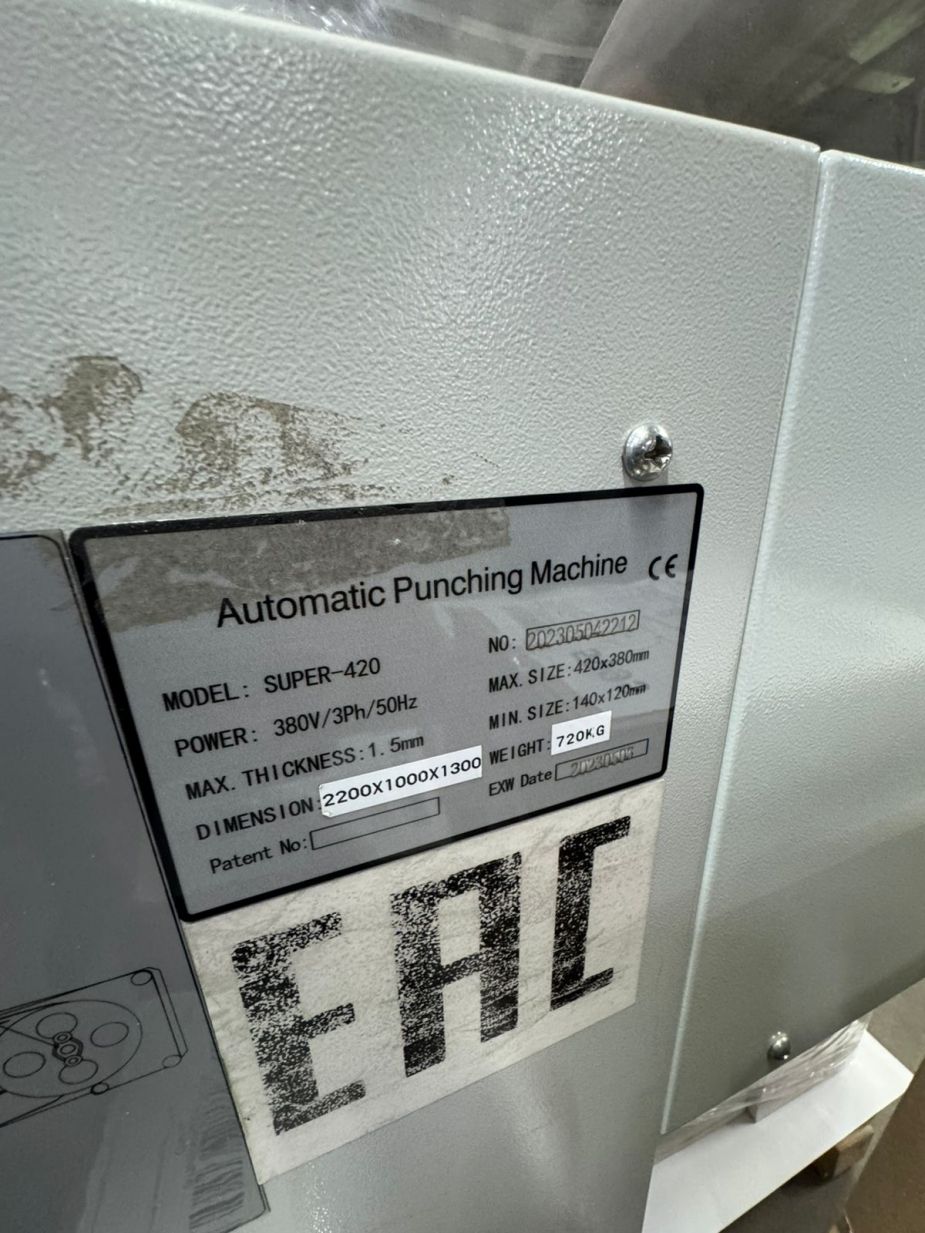 Automatic Punching Machine CE
MODEL: SUPER-420
NO: 202305042212
POWER: 380V/3Ph/50Hz
MAX. SIZE:420x380mm
MAX. THICKNESS:1.5mm
MIN. SIZE:140x120mm
DIMENSION:2200X1000X1300
WEIGHT:720KG
Patent No:
EXW Date
EAC